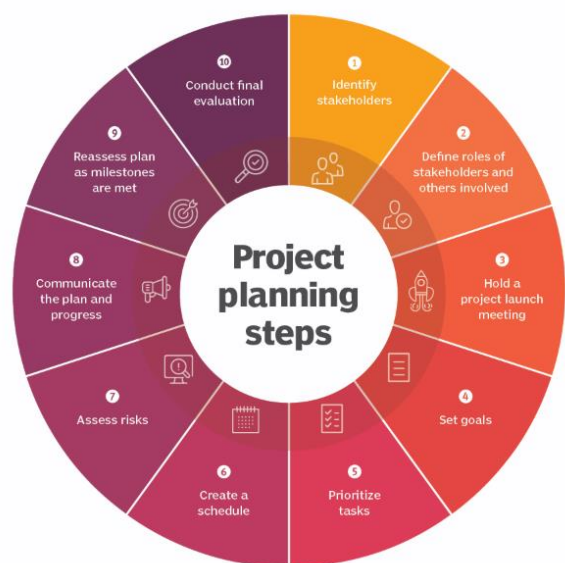 Project
planning
steps
1
Identify
stakeholders
2
Define roles of
stakeholders and
others involved
3
Hold a
project launch
meeting
4
Set goals
5
Prioritize
tasks
6
Create a
schedule
7
Assess risks
8
Communicate
the plan and
progress
9
Reassess plan
as milestones
are met
10
Conduct final
evaluation